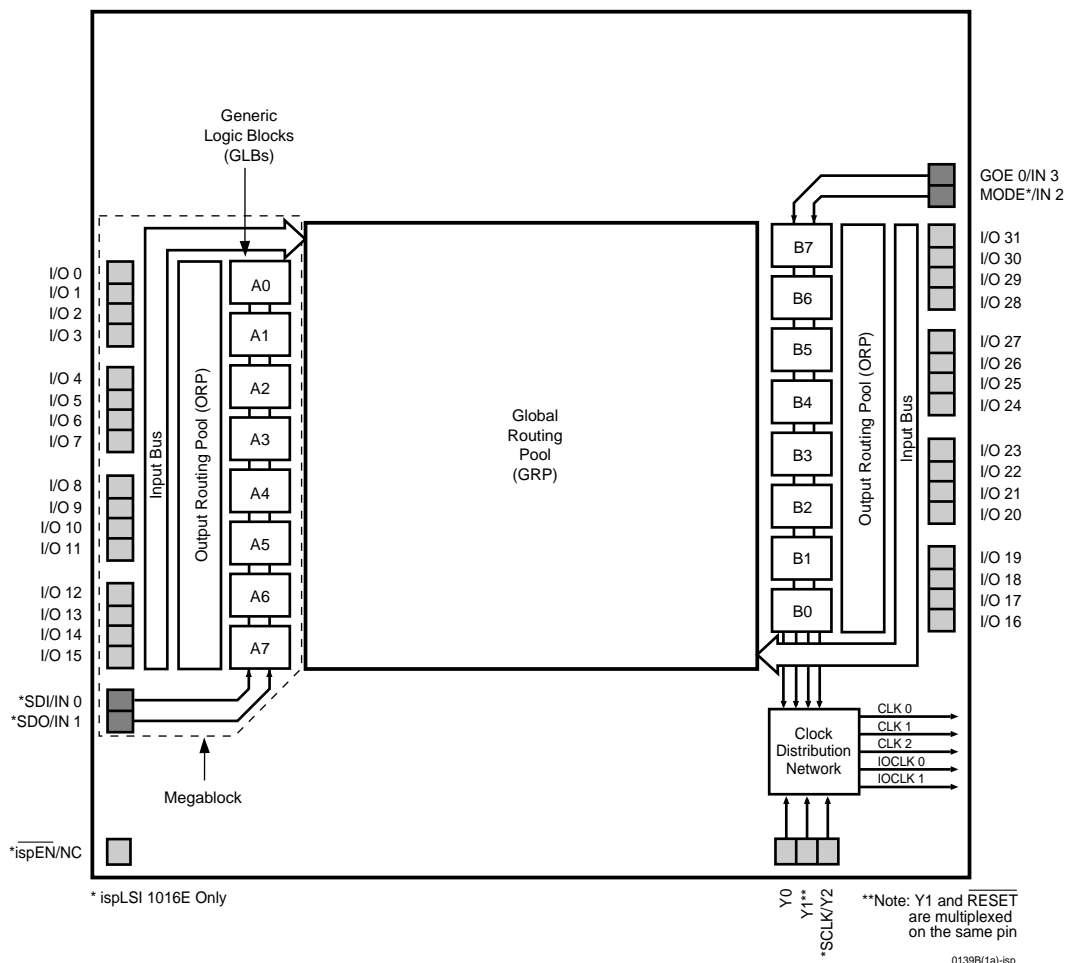 Generic
Logic Blocks
(GLBs)
GOE 0/IN 3
MODE*/IN 2
I/O 0
I/O 1
I/O 2
I/O 3
I/O 4
I/O 5
I/O 6
I/O 7
I/O 8
I/O 9
I/O 10
I/O 11
I/O 12
I/O 13
I/O 14
I/O 15
*SDI/IN 0
*SDO/IN 1
Input Bus
Output Routing Pool (ORP)
A0
A1
A2
A3
A4
A5
A6
A7
Global
Routing
Pool
(GRP)
B7
B6
B5
B4
B3
B2
B1
B0
Output Routing Pool (ORP)
Input Bus
I/O 31
I/O 30
I/O 29
I/O 28
I/O 27
I/O 26
I/O 25
I/O 24
I/O 23
I/O 22
I/O 21
I/O 20
I/O 19
I/O 18
I/O 17
I/O 16
Clock
Distribution
Network
CLK 0
CLK 1
CLK 2
IOCLK 0
IOCLK 1
Megablock
*ispEN/NC
* ispLSI 1016E Only
Y0
Y1**
*SCLK/Y2
**Note: Y1 and RESET
are multiplexed
on the same pin
0139B(1a)-isp